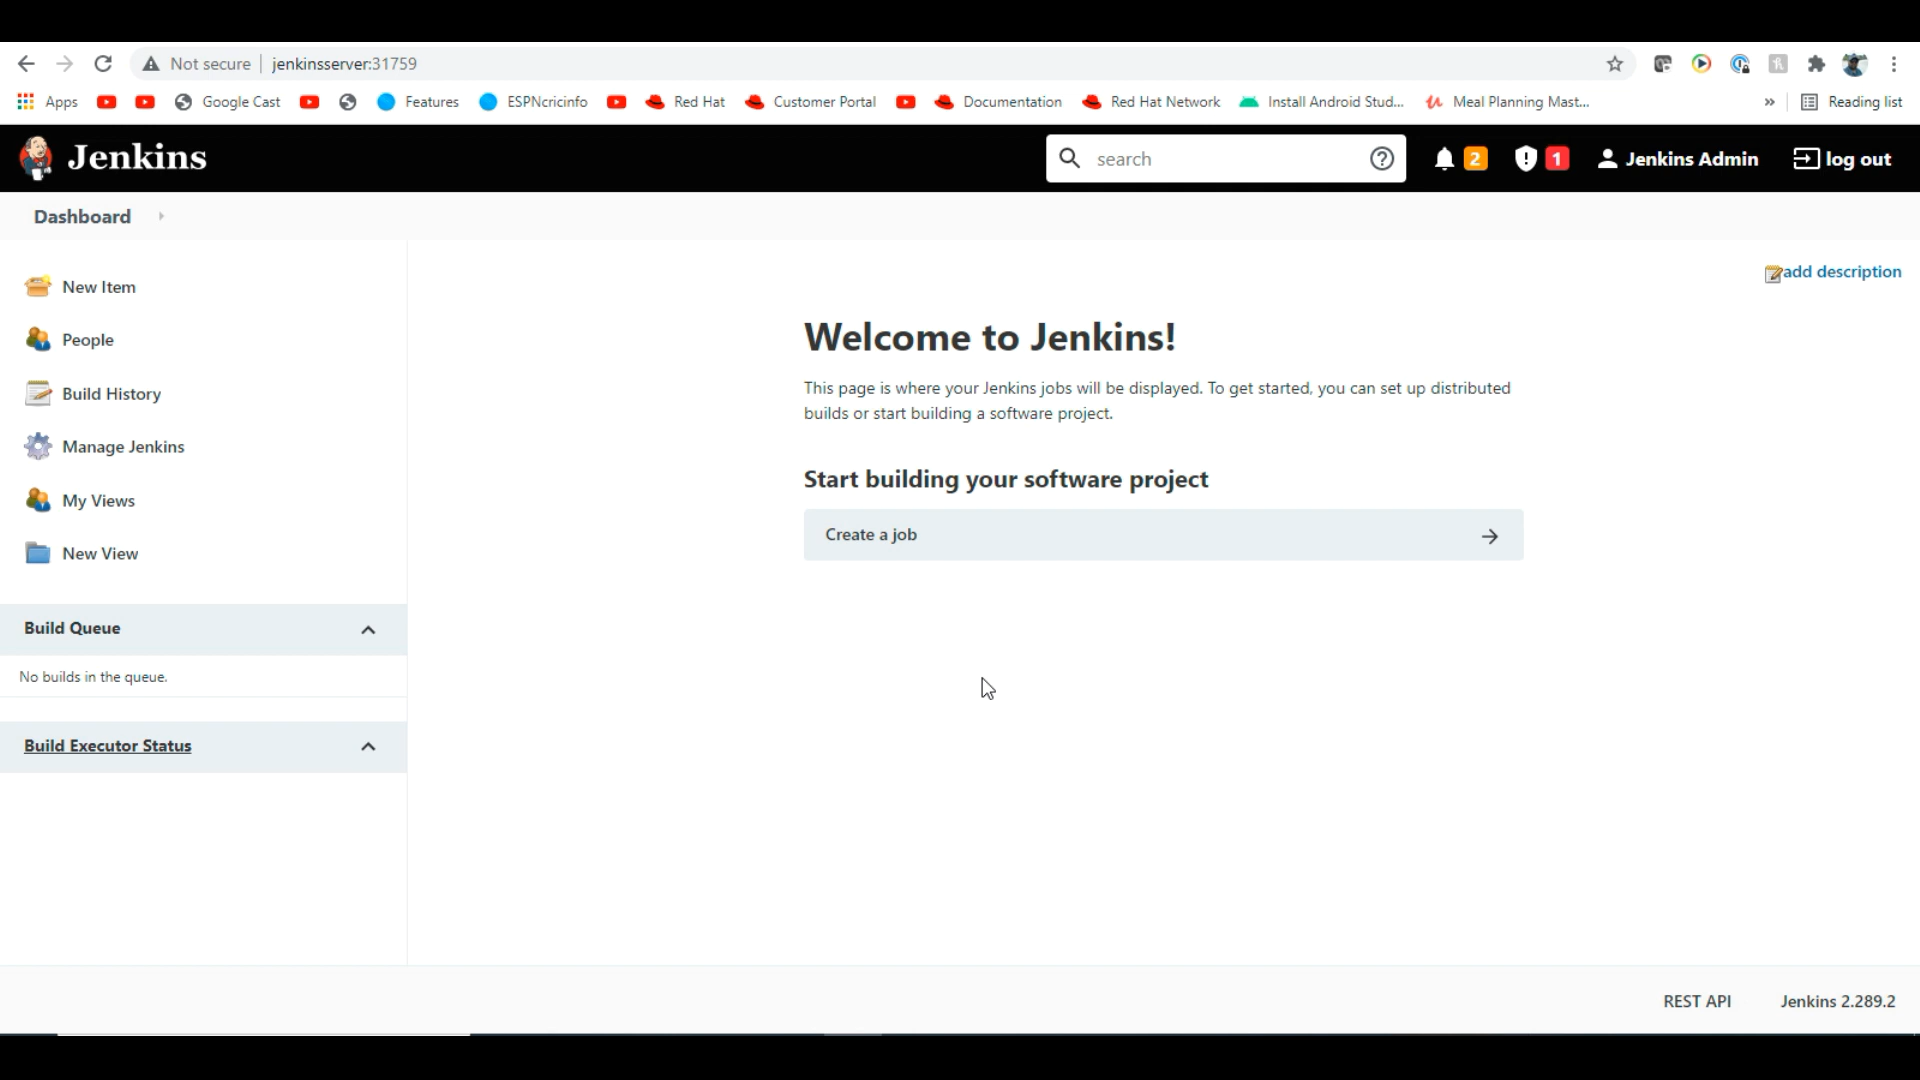 Not secure jenkinsserver:31759
Apps Google Cast Features ESPNcricinfo Red Hat Customer Portal Documentation Red Hat Network Install Android Stud... Meal Planning Mast... » Reading list
Jenkins search 2 1 Jenkins Admin log out
Dashboard
add description
New Item
People
Build History
Manage Jenkins
My Views
New View
Build Queue
No builds in the queue.
Build Executor Status
Welcome to Jenkins!
This page is where your Jenkins jobs will be displayed. To get started, you can set up distributed
builds or start building a software project.
Start building your software project
Create a job
REST API Jenkins 2.289.2